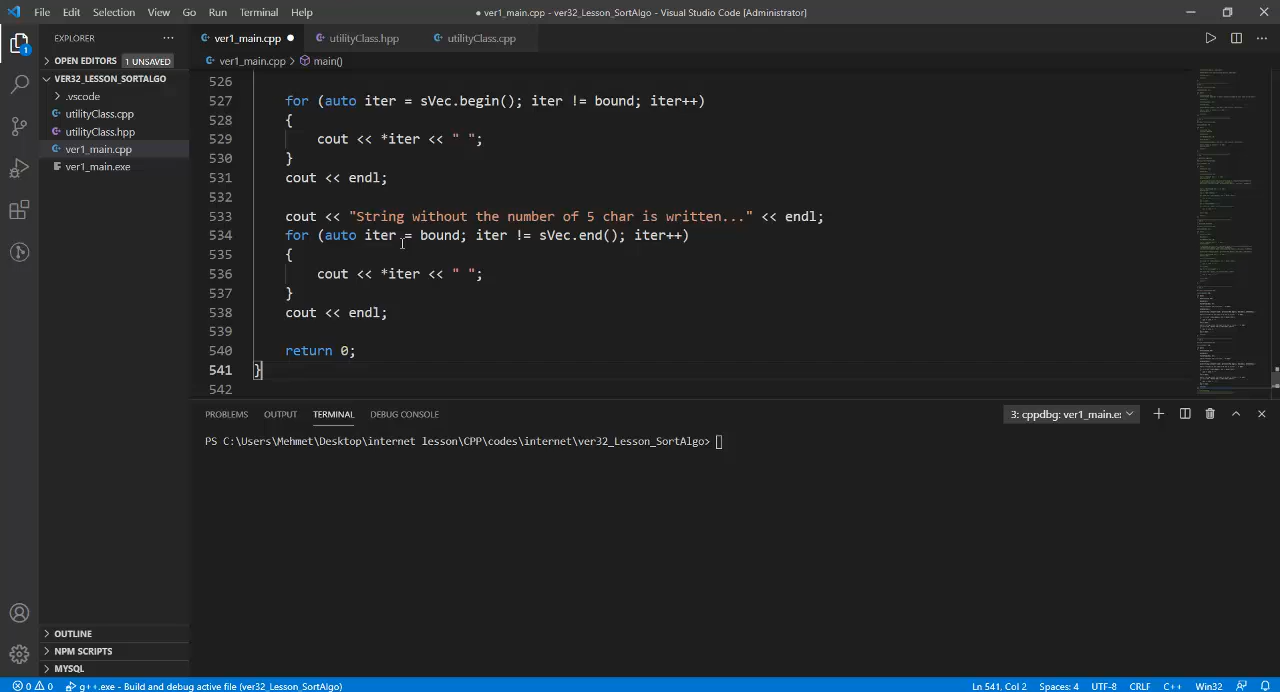 File Edit Selection View Go Run Terminal Help
● ver1_main.cpp - ver32_Lesson_SortAlgo - Visual Studio Code [Administrator]
EXPLORER ···
ver1_main.cpp ● utilityClass.hpp utilityClass.cpp
OPEN EDITORS 1 UNSAVED
ver1_main.cpp > main()
VER32_LESSON_SORTALGO
.vscode
utilityClass.cpp
utilityClass.hpp
ver1_main.cpp
ver1_main.exe
1
526
527 for (auto iter = sVec.begin(); iter != bound; iter++)
528 {
529 cout << *iter << " ";
530 }
531 cout << endl;
532
533 cout << "String without the number of 5 char is written..." << endl;
534 for (auto iter = bound; iter != sVec.end(); iter++)
535 {
536 cout << *iter << " ";
537 }
538 cout << endl;
539
540 return 0;
541 }
542
PROBLEMS OUTPUT TERMINAL DEBUG CONSOLE
3: cppdbg: ver1_main.e:
PS C:\Users\Mehmet\Desktop\internet lesson\CPP\codes\internet\ver32_Lesson_SortAlgo>
OUTLINE
NPM SCRIPTS
MYSQL
0 0 g++.exe - Build and debug active file (ver32_Lesson_SortAlgo)
Ln 541, Col 2 Spaces: 4 UTF-8 CRLF C++ Win32